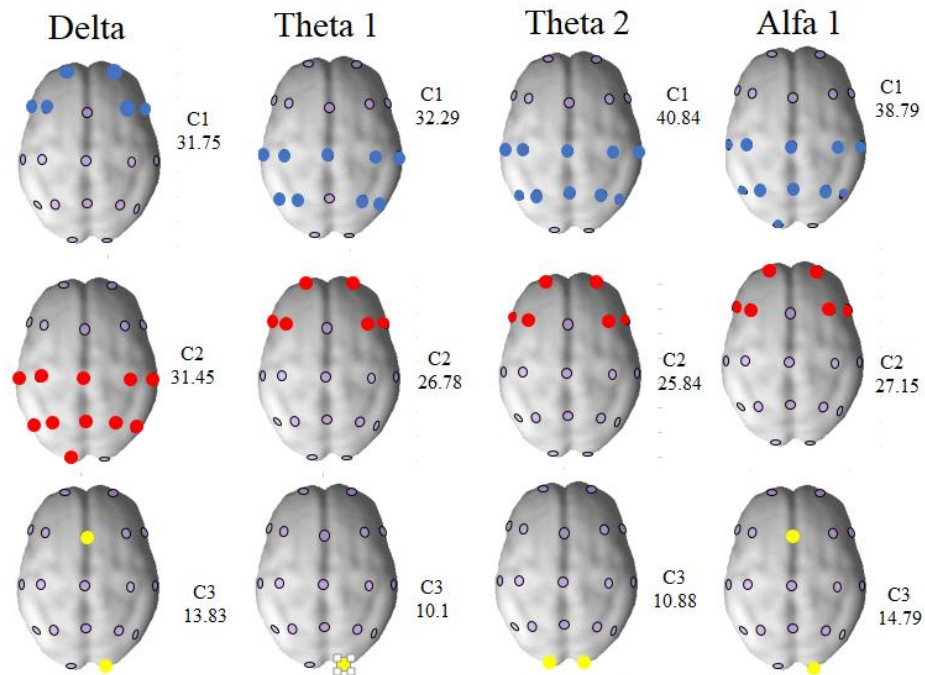 Delta Theta 1 Theta 2 Alfa 1
C1
31.75
C1
32.29
C1
40.84
C1
38.79
C2
31.45
C2
26.78
C2
25.84
C2
27.15
C3
13.83
C3
10.1
C3
10.88
C3
14.79